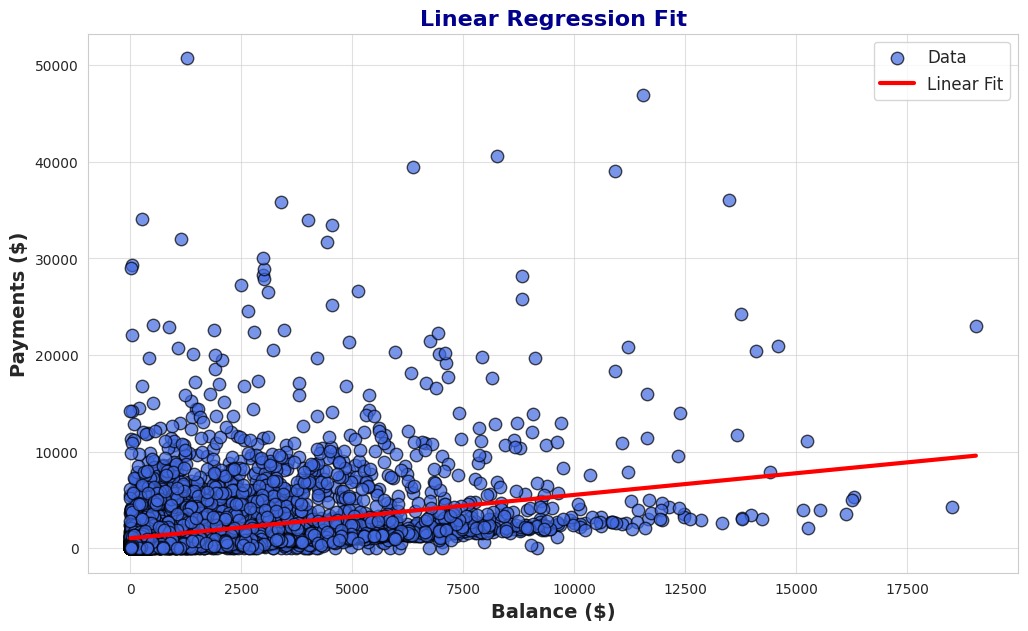 Linear Regression Fit
Data
Linear Fit
Payments ($)
50000
40000
30000
20000
10000
0
0 2500 5000 7500 10000 12500 15000 17500
Balance ($)